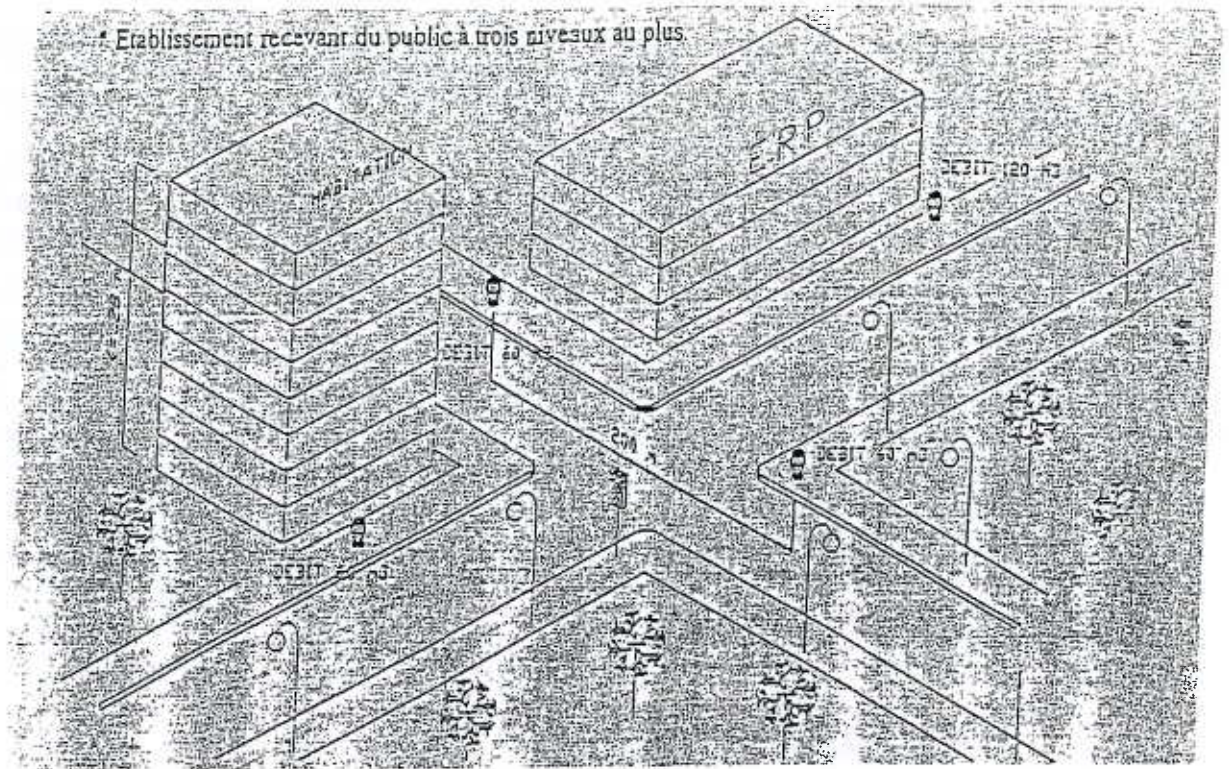 * Etablissement recevant du public à trois niveaux au plus.
HABITATION
E.R.P
DEBIT 120 m3
DEBIT 60 m3
DEBIT 60 m3
DEBIT 60 m3